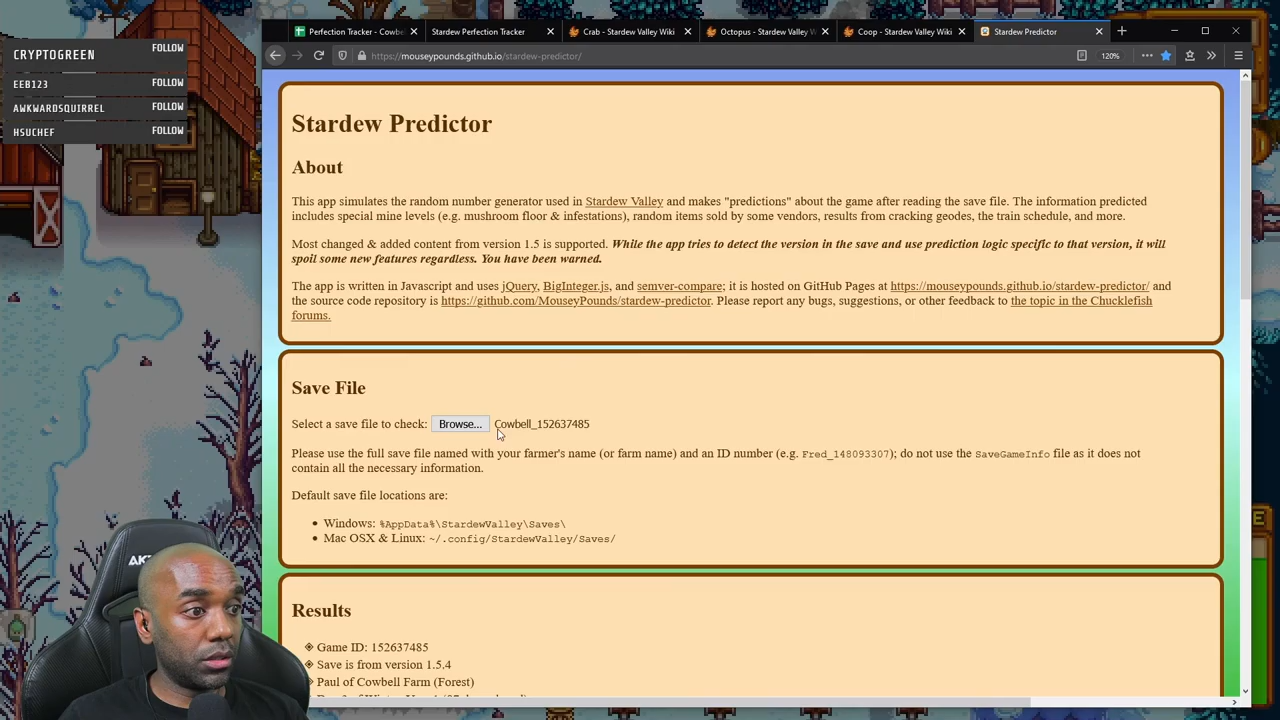 CRYPTOGREEN FOLLOW
EEB123 FOLLOW
AWKWARDSQUIRREL FOLLOW
HSUCHEF FOLLOW
Perfection Tracker - Cowbe
Stardew Perfection Tracker
Crab - Stardew Valley Wiki
Octopus - Stardew Valley W
Coop - Stardew Valley Wiki
Stardew Predictor
https://mouseypounds.github.io/stardew-predictor/
120%
Stardew Predictor
About
This app simulates the random number generator used in Stardew Valley and makes "predictions" about the game after reading the save file. The information predicted
includes special mine levels (e.g. mushroom floor & infestations), random items sold by some vendors, results from cracking geodes, the train schedule, and more.
Most changed & added content from version 1.5 is supported. While the app tries to detect the version in the save and use prediction logic specific to that version, it will
spoil some new features regardless. You have been warned.
The app is written in Javascript and uses jQuery, BigInteger.js, and semver-compare; it is hosted on GitHub Pages at https://mouseypounds.github.io/stardew-predictor/ and
the source code repository is https://github.com/MouseyPounds/stardew-predictor. Please report any bugs, suggestions, or other feedback to the topic in the Chucklefish
forums.
Save File
Select a save file to check: Browse... Cowbell_152637485
Please use the full save file named with your farmer's name (or farm name) and an ID number (e.g. Fred_148093307); do not use the SaveGameInfo file as it does not
contain all the necessary information.
Default save file locations are:
• Windows: %AppData%\StardewValley\Saves\
• Mac OSX & Linux: ~/.config/StardewValley/Saves/
Results
Game ID: 152637485
Save is from version 1.5.4
Paul of Cowbell Farm (Forest)